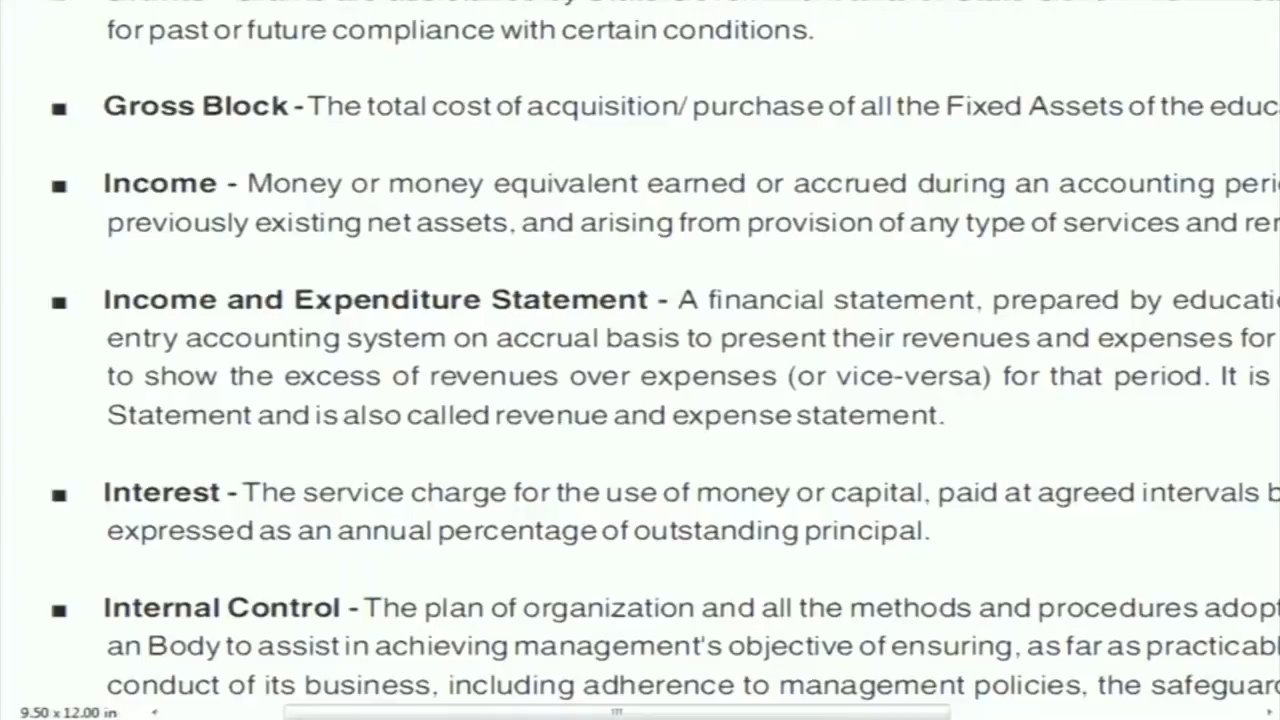 for past or future compliance with certain conditions.
■ Gross Block - The total cost of acquisition/ purchase of all the Fixed Assets of the educ
■ Income - Money or money equivalent earned or accrued during an accounting peri
previously existing net assets, and arising from provision of any type of services and
■ Income and Expenditure Statement - A financial statement, prepared by educati
entry accounting system on accrual basis to present their revenues and expenses for
to show the excess of revenues over expenses (or vice-versa) for that period. It is
Statement and is also called revenue and expense statement.
■ Interest - The service charge for the use of money or capital, paid at agreed intervals b
expressed as an annual percentage of outstanding principal.
■ Internal Control - The plan of organization and all the methods and procedures adopt
an Body to assist in achieving management's objective of ensuring, as far as practicabl
conduct of its business, including adherence to management policies, the safeguard
9.50 x 12.00 in